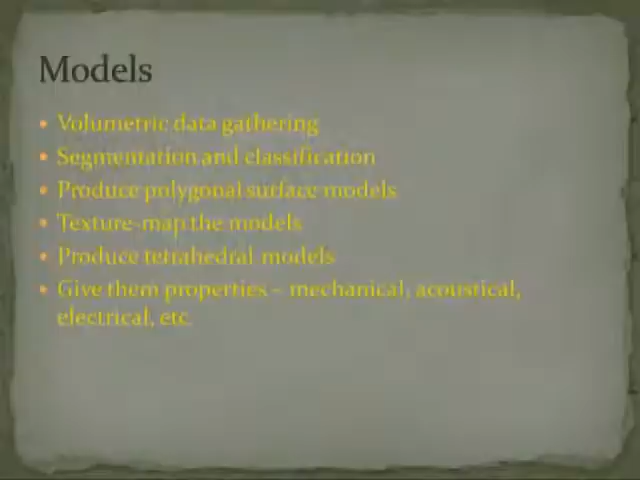 Models
• Volumetric data gathering
• Segmentation and classification
• Produce polygonal surface models
• Texture-map the models
• Produce tetrahedral models
• Give them properties – mechanical, acoustical,
electrical, etc.